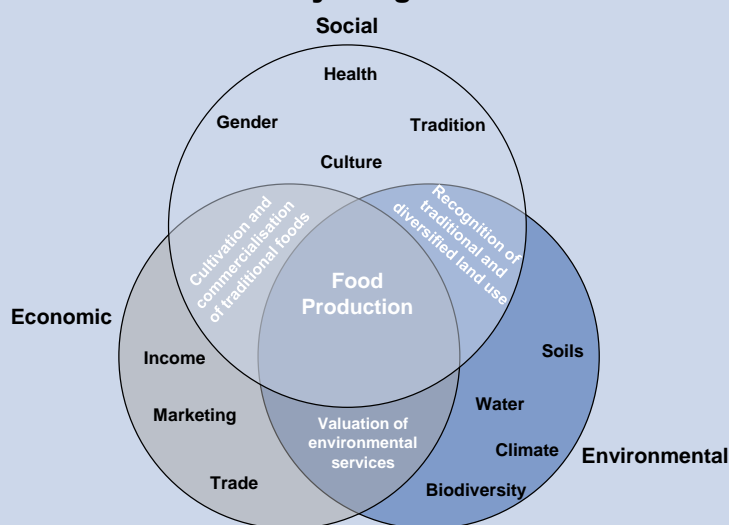 Social
Health
Gender
Tradition
Culture
Cultivation and
commercialisation
of traditional foods
Recognition of
traditional and
diversified land use
Food
Production
Economic
Income
Soils
Marketing
Water
Valuation of
environmental
services
Climate
Environmental
Trade
Biodiversity